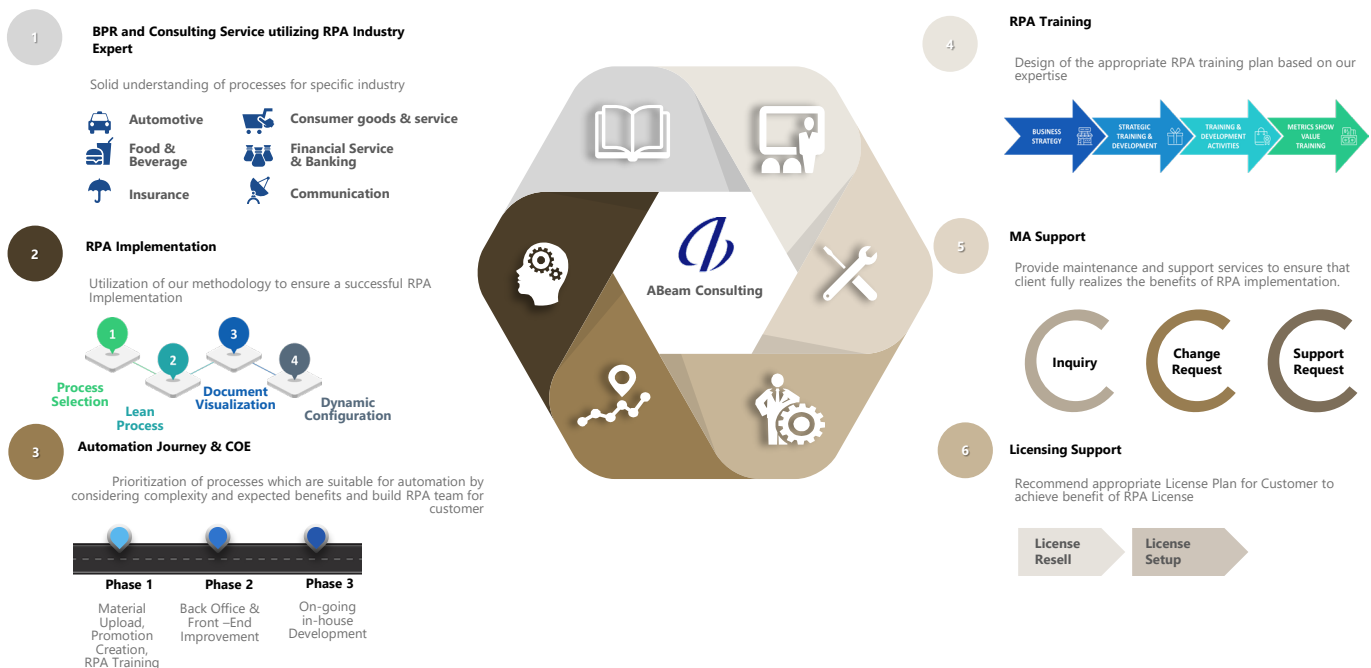 1
BPR and Consulting Service utilizing RPA Industry
Expert
Solid understanding of processes for specific industry
Automotive
Consumer goods & service
Food &
Beverage
Financial Service
& Banking
Insurance
Communication
2
RPA Implementation
Utilization of our methodology to ensure a successful RPA
Implementation
1
2
3
4
Process
Selection
Lean
Process
Document
Visualization
Dynamic
Configuration
3
Automation Journey & COE
Prioritization of processes which are suitable for automation by
considering complexity and expected benefits and build RPA team for
customer
Phase 1
Material
Upload,
Promotion
Creation,
RPA Training
Phase 2
Back Office &
Front –End
Improvement
Phase 3
On-going
in-house
Development
ABeam Consulting
4
RPA Training
Design of the appropriate RPA training plan based on our
expertise
BUSINESS
STRATEGY
STRATEGIC
TRAINING &
DEVELOPMENT
TRAINING &
DEVELOPMENT
ACTIVITIES
METRICS SHOW
VALUE
TRAINING
5
MA Support
Provide maintenance and support services to ensure that
client fully realizes the benefits of RPA implementation.
Inquiry
Change
Request
Support
Request
6
Licensing Support
Recommend appropriate License Plan for Customer to
achieve benefit of RPA License
License
Resell
License
Setup